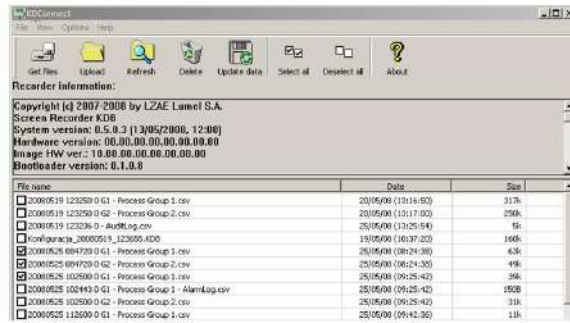 KDConnect
File View Options Help
Get files Upload Refresh Delete Update data Select all Deselect all About
Recorder information:
Copyright (c) 2007-2008 by LZAE Lumel S.A.
Screen Recorder KD8
System version: 0.5.0.3 (13/05/2008, 12:00)
Hardware version: 00.00.00.00.00.00.00.00
Image HW ver.: 10.00.00.00.00.00.00.00
Bootloader version: 0.1.0.8
File name Date Size
20080519 123250 0 G1 - Process Group 1.csv 20/05/08 (13:16:50) 317k
20080519 123250 0 G2 - Process Group 2.csv 20/05/08 (13:17:00) 250k
20080519 123236 0 - AuditLog.csv 25/05/08 (13:25:54) 5k
Konfiguracja_20080519_123655.KD8 19/05/08 (10:37:20) 160k
20080525 084720 0 G1 - Process Group 1.csv 25/05/08 (08:24:38) 63k
20080525 084720 0 G2 - Process Group 2.csv 25/05/08 (08:24:38) 49k
20080525 102500 0 G1 - Process Group 1.csv 25/05/08 (09:25:42) 39k
20080525 102443 0 G1 - Process Group 1 - AlarmLog.csv 25/05/08 (09:25:42) 150B
20080525 102500 0 G2 - Process Group 2.csv 25/05/08 (09:25:42) 31k
20080525 112600 0 G1 - Process Group 1.csv 25/05/08 (09:42:36) 11k